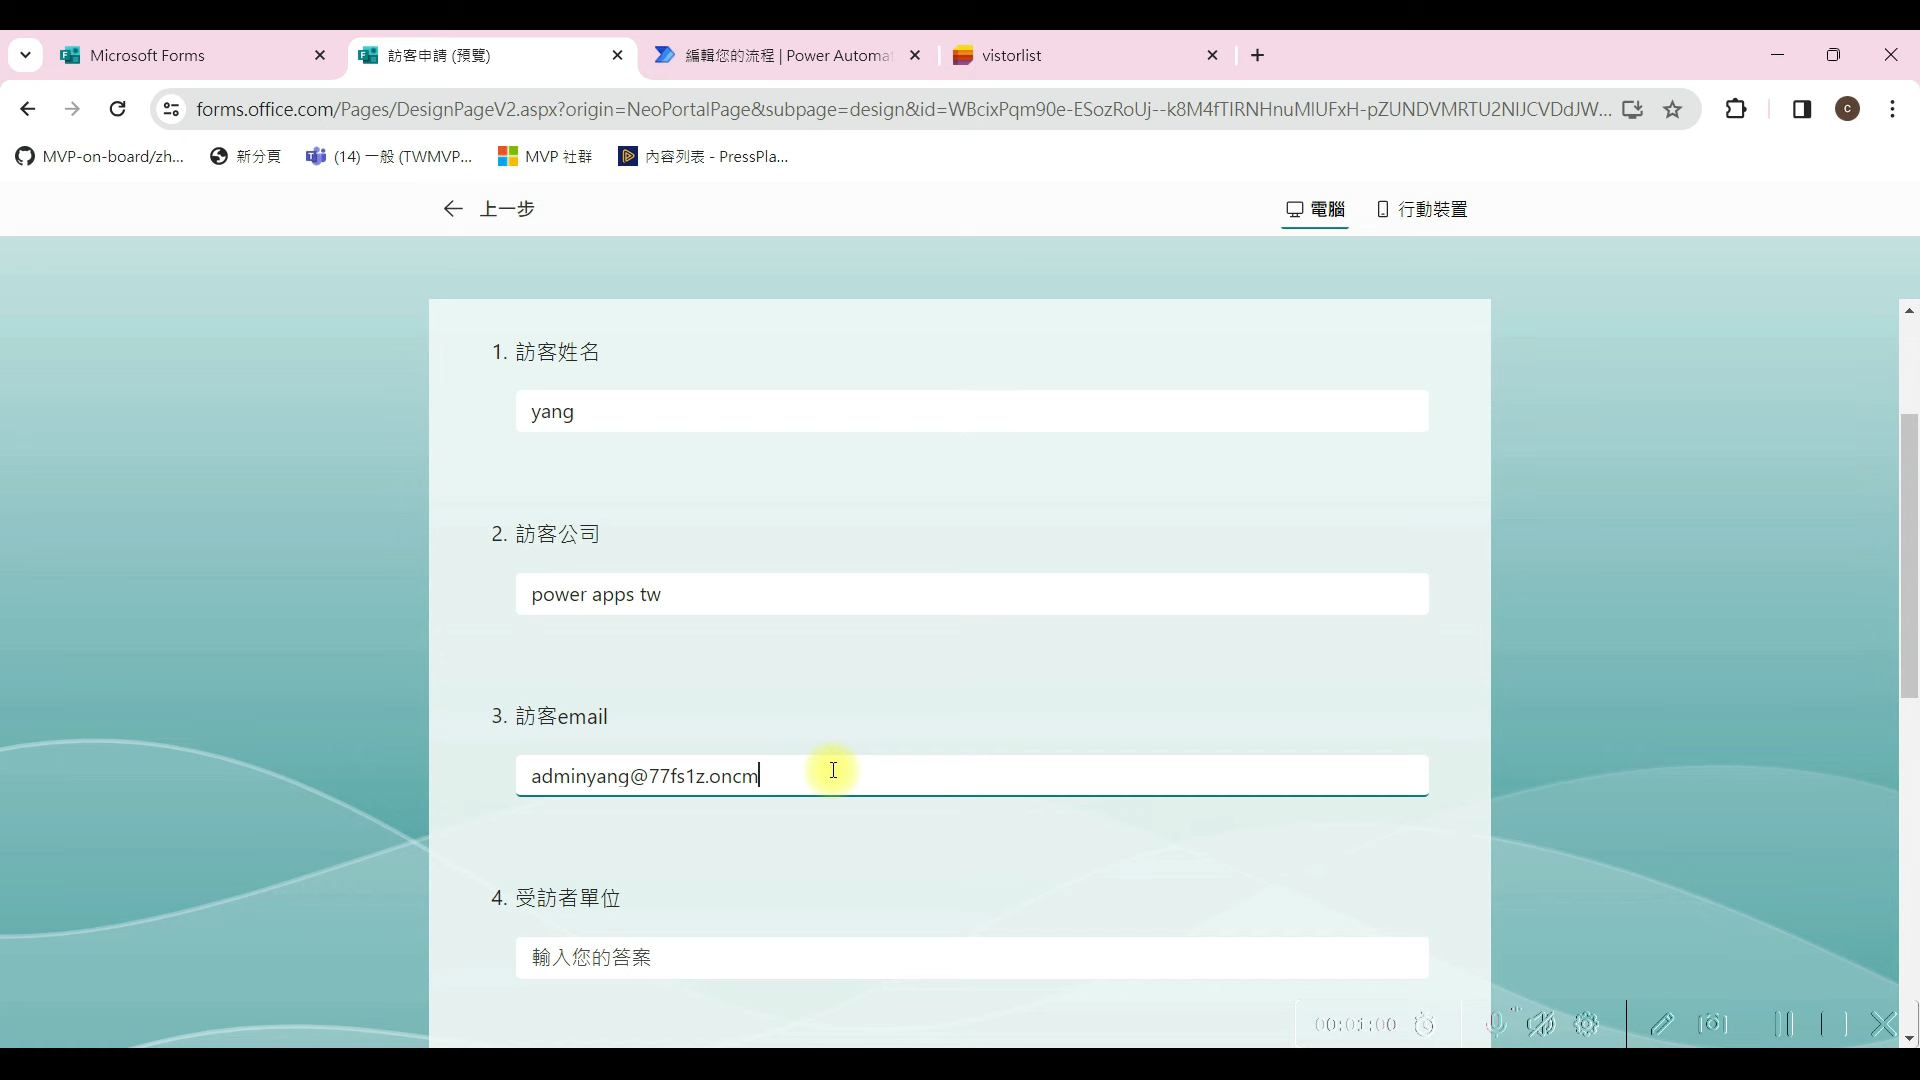 Microsoft Forms
訪客申請 (預覽)
編輯您的流程 | Power Automat
vistorlist
forms.office.com/Pages/DesignPageV2.aspx?origin=NeoPortalPage&subpage=design&id=WBcixPqm90e-ESozRoUj--k8M4fTIRNHnuMlUFxH-pZUNDVMRTU2NlJCVDdJW...
C
MVP-on-board/zh...
新分頁
(14) 一般 (TWMVP...
MVP 社群
內容列表 - PressPla...
上一步
電腦
行動裝置
1. 訪客姓名
yang
2. 訪客公司
power apps tw
3. 訪客email
adminyang@77fs1z.oncm
4. 受訪者單位
輸入您的答案
00:01:00